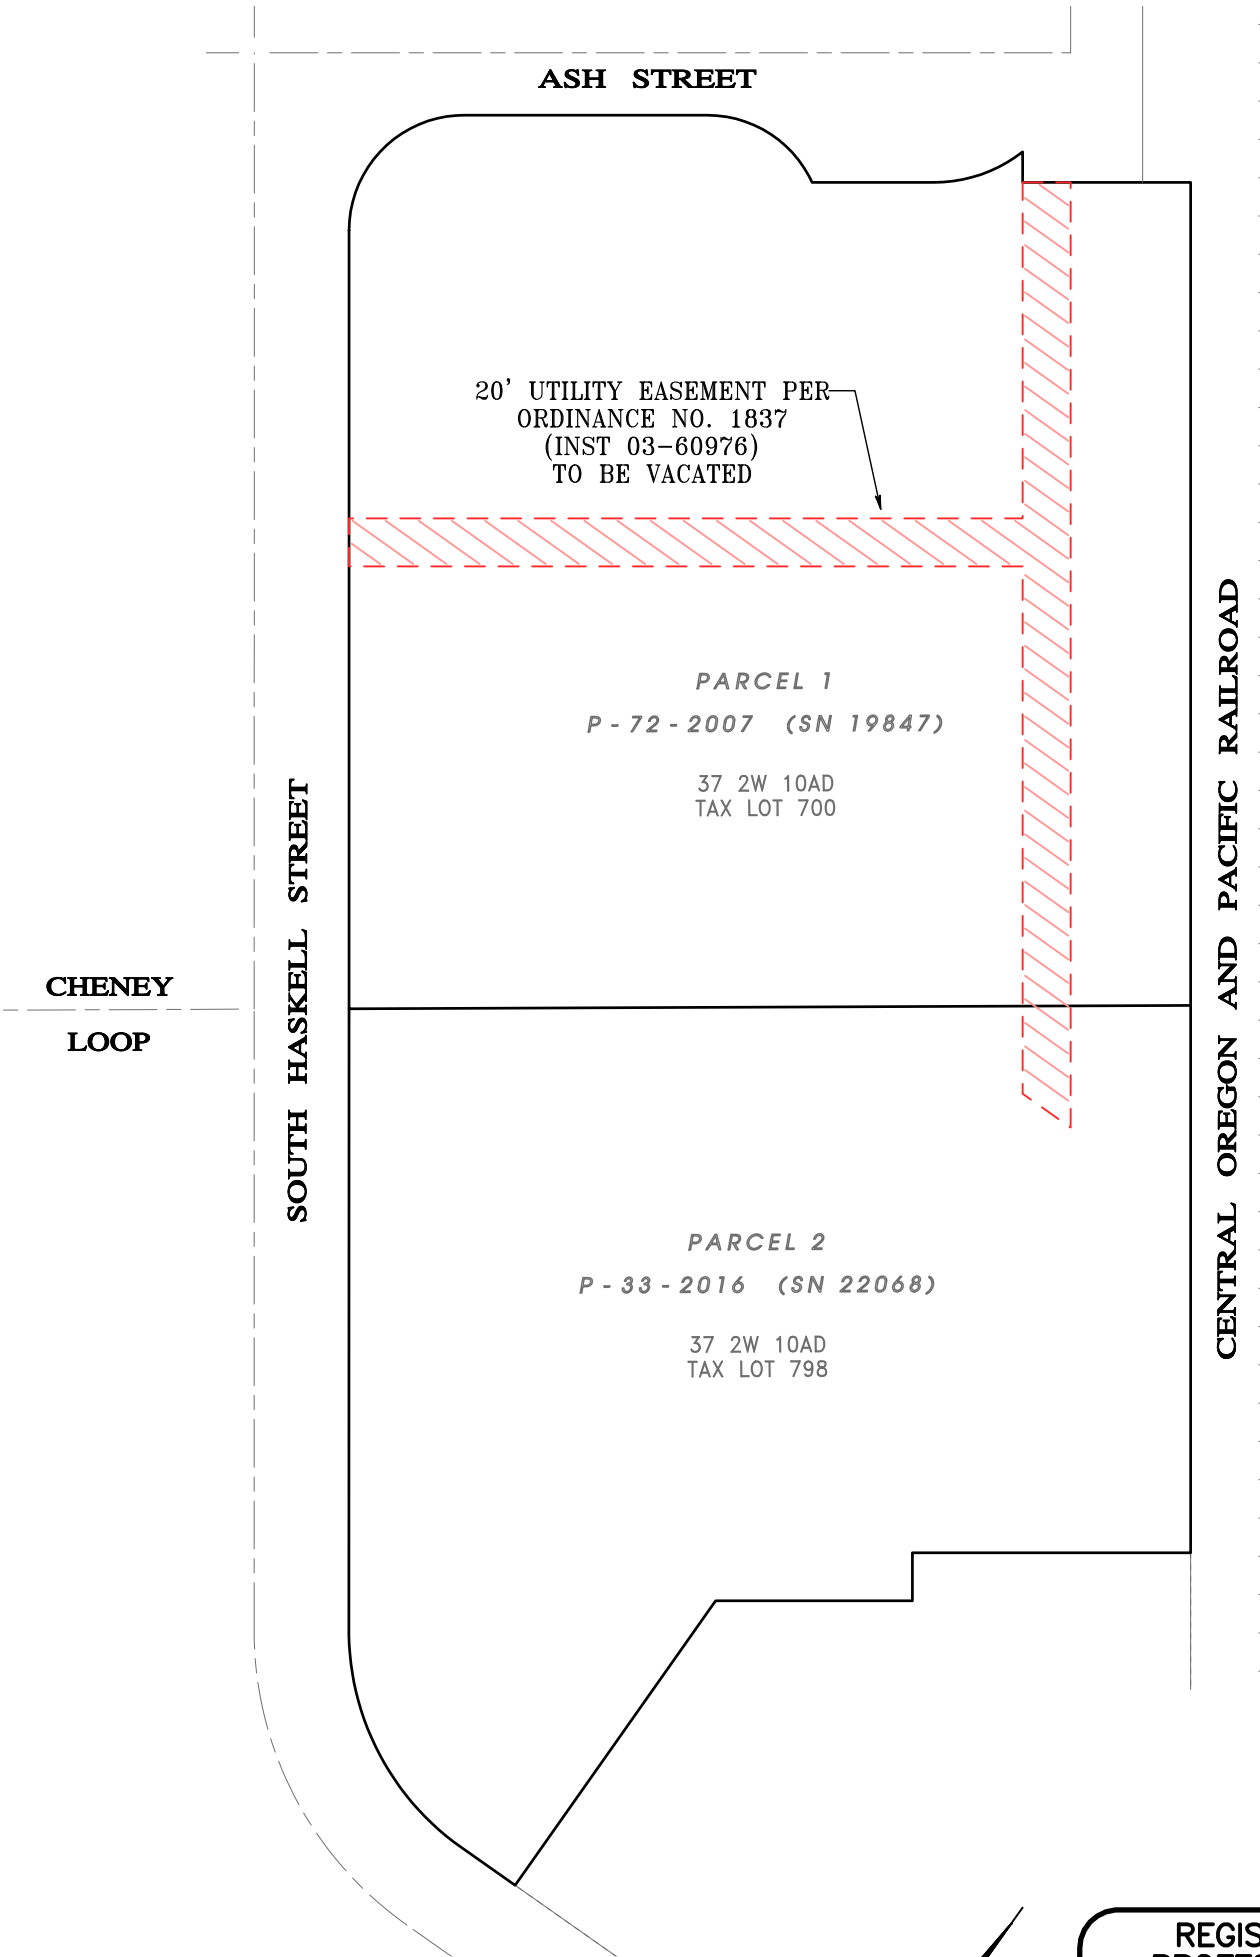 ASH STREET
20' UTILITY EASEMENT PER
ORDINANCE NO. 1837
(INST 03-60976)
TO BE VACATED
PARCEL 1
P-72-2007 (SN 19847)
37 2W 10AD
TAX LOT 700
SOUTH HASKELL STREET
CENTRAL OREGON AND PACIFIC RAILROAD
CHENEY
LOOP
PARCEL 2
P-33-2016 (SN 22068)
37 2W 10AD
TAX LOT 798
REGIS